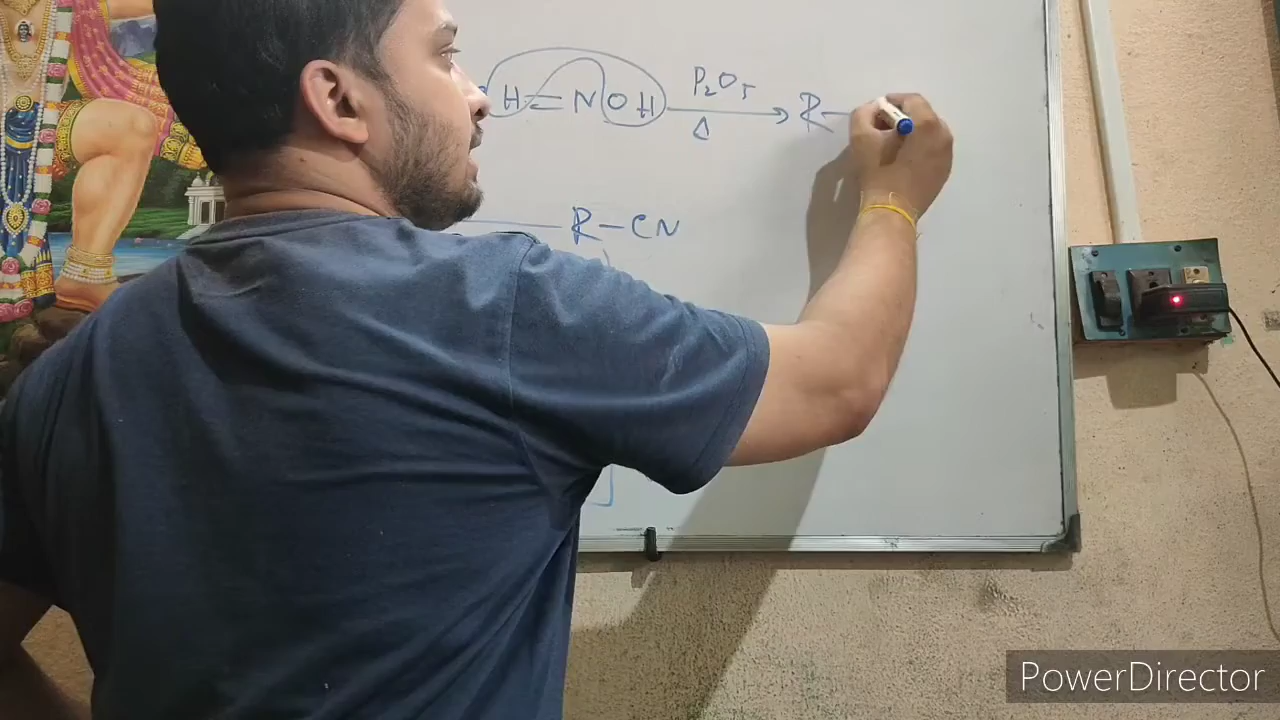 P₂O₅
H=NOH → R—
Δ
— R—CN
PowerDirector